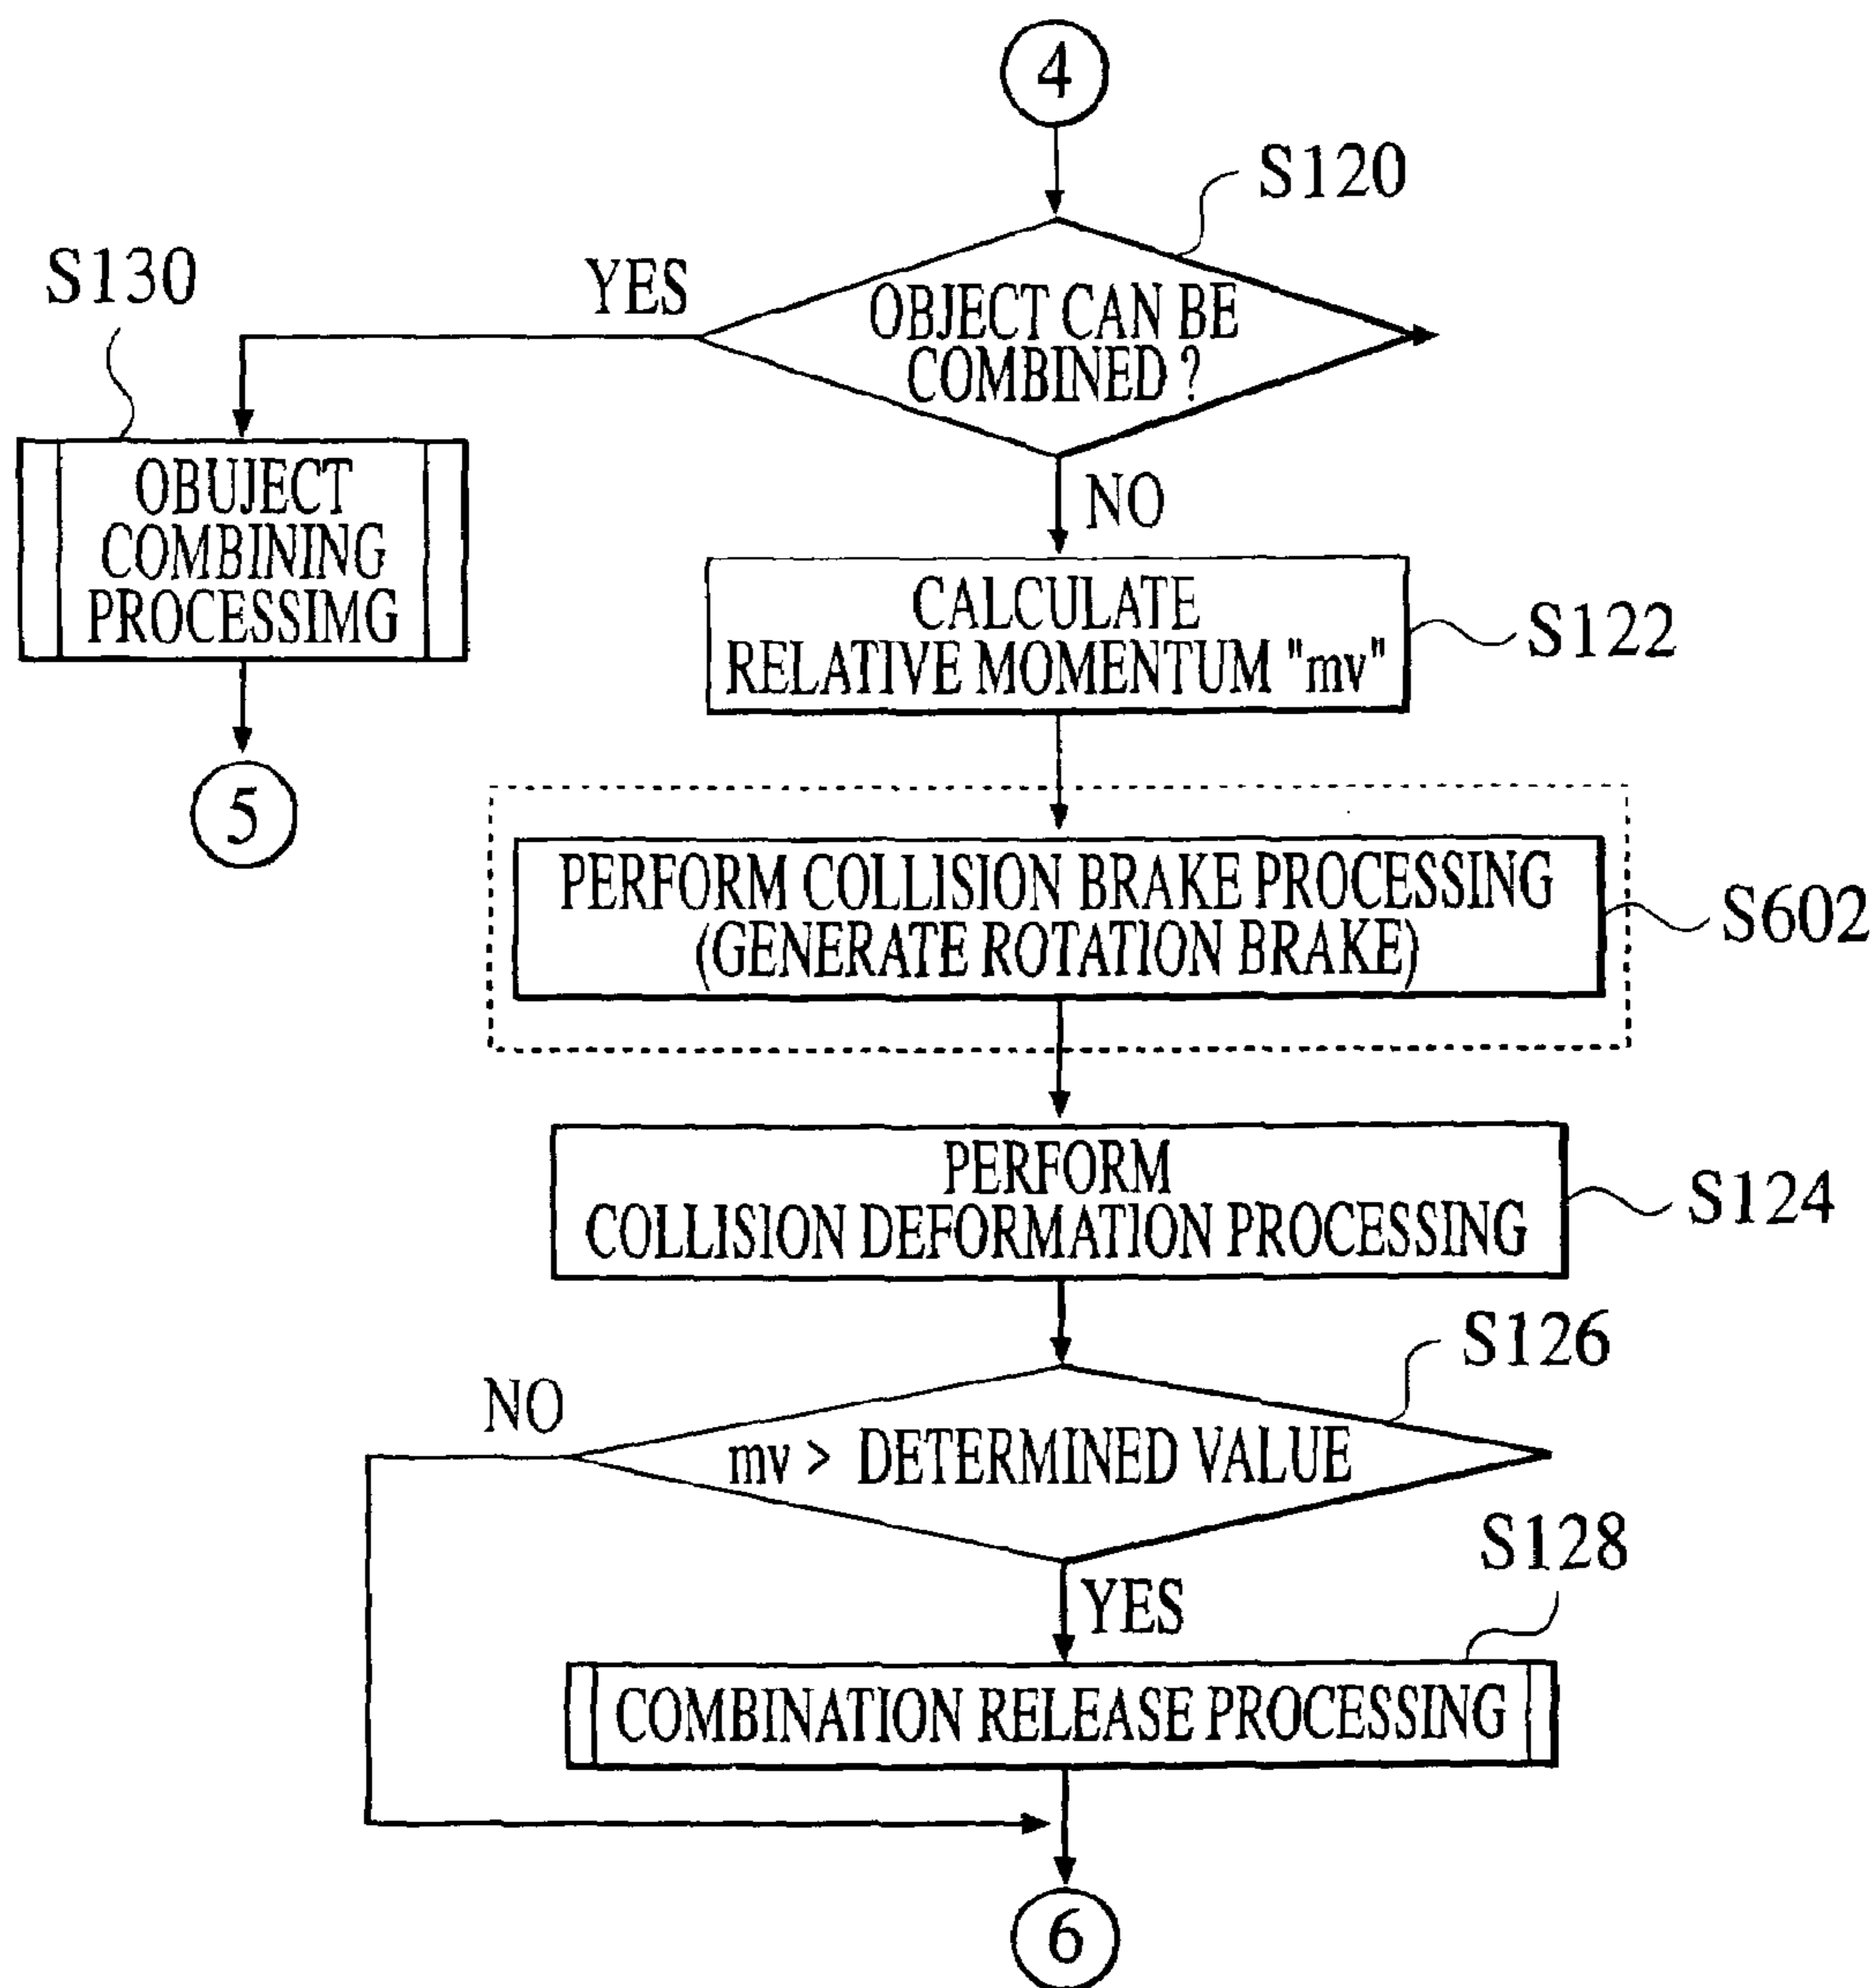 4
S120
S130
YES
OBJECT CAN BE
COMBINED ?
OBUJECT
COMBINING
PROCESSIMG
NO
CALCULATE
RELATIVE MOMENTUM "mv"
S122
5
PERFORM COLLISION BRAKE PROCESSING
(GENERATE ROTATION BRAKE)
S602
PERFORM
COLLISION DEFORMATION PROCESSING
S124
S126
NO
mv > DETERMINED VALUE
S128
YES
COMBINATION RELEASE PROCESSING
6